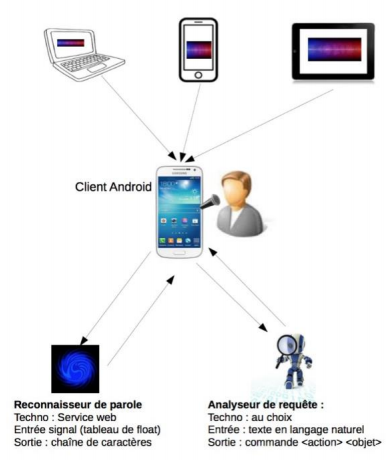 Client Android
Reconnaisseur de parole
Techno : Service web
Entrée signal (tableau de float)
Sortie : chaîne de caractères
Analyseur de requête :
Techno : au choix
Entrée : texte en langage naturel
Sortie : commande <action> <objet>